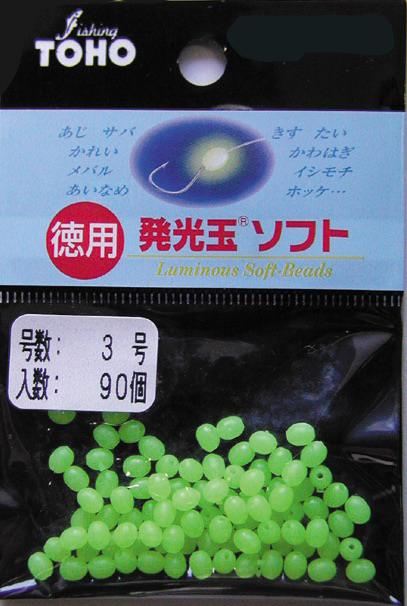 fishing
TOHO
あじ サバ
かれい
メバル
あいなめ
きす たい
かわはぎ
イシモチ
ホッケ…
徳用 発光玉® ソフト
Luminous Soft-Beads
号数: 3 号
入数: 90個